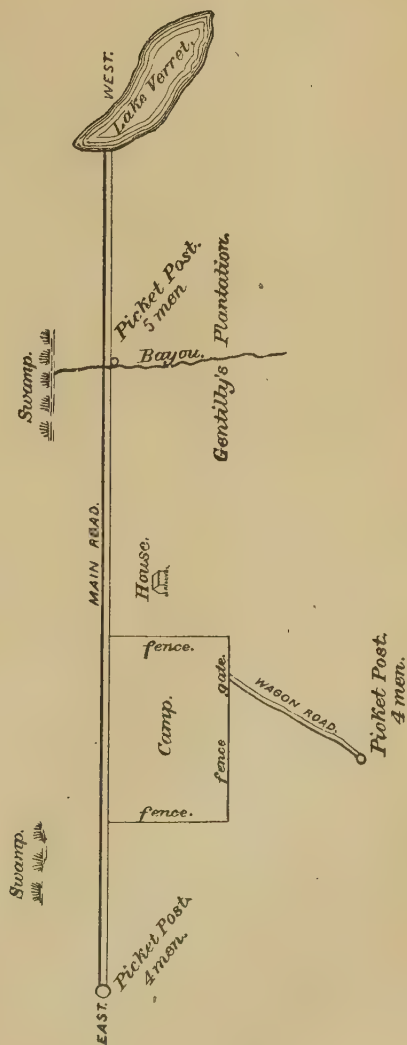 WEST.
Lake Verret.
Picket Post.
5 men
Swamp.
Bayou.
Gentilly's Plantation.
MAIN ROAD.
House.
fence.
Camp.
gate.
fence
fence.
WAGON ROAD.
Picket Post.
4 men.
Swamp.
Picket Post.
4 men.
EAST.